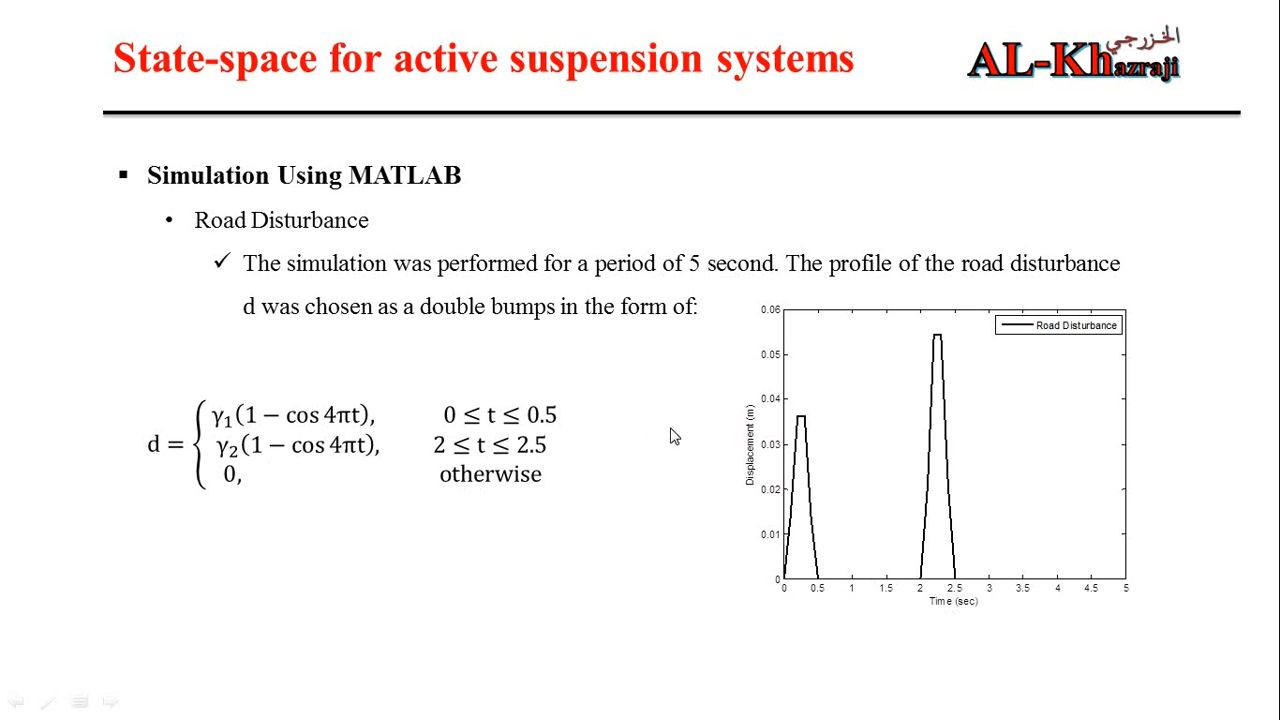 State-space for active suspension systems
الخزرجي
AL-Khazraji
▪ Simulation Using MATLAB
• Road Disturbance
✓ The simulation was performed for a period of 5 second. The profile of the road disturbance
d was chosen as a double bumps in the form of:
γ₁(1 − cos 4πt), 0 ≤ t ≤ 0.5
d = { γ₂(1 − cos 4πt), 2 ≤ t ≤ 2.5
0, otherwise
0.06
Road Disturbance
0.05
0.04
0.03
0.02
0.01
0
Displacement (m)
0 0.5 1 1.5 2 2.5 3 3.5 4 4.5 5
Time (sec)